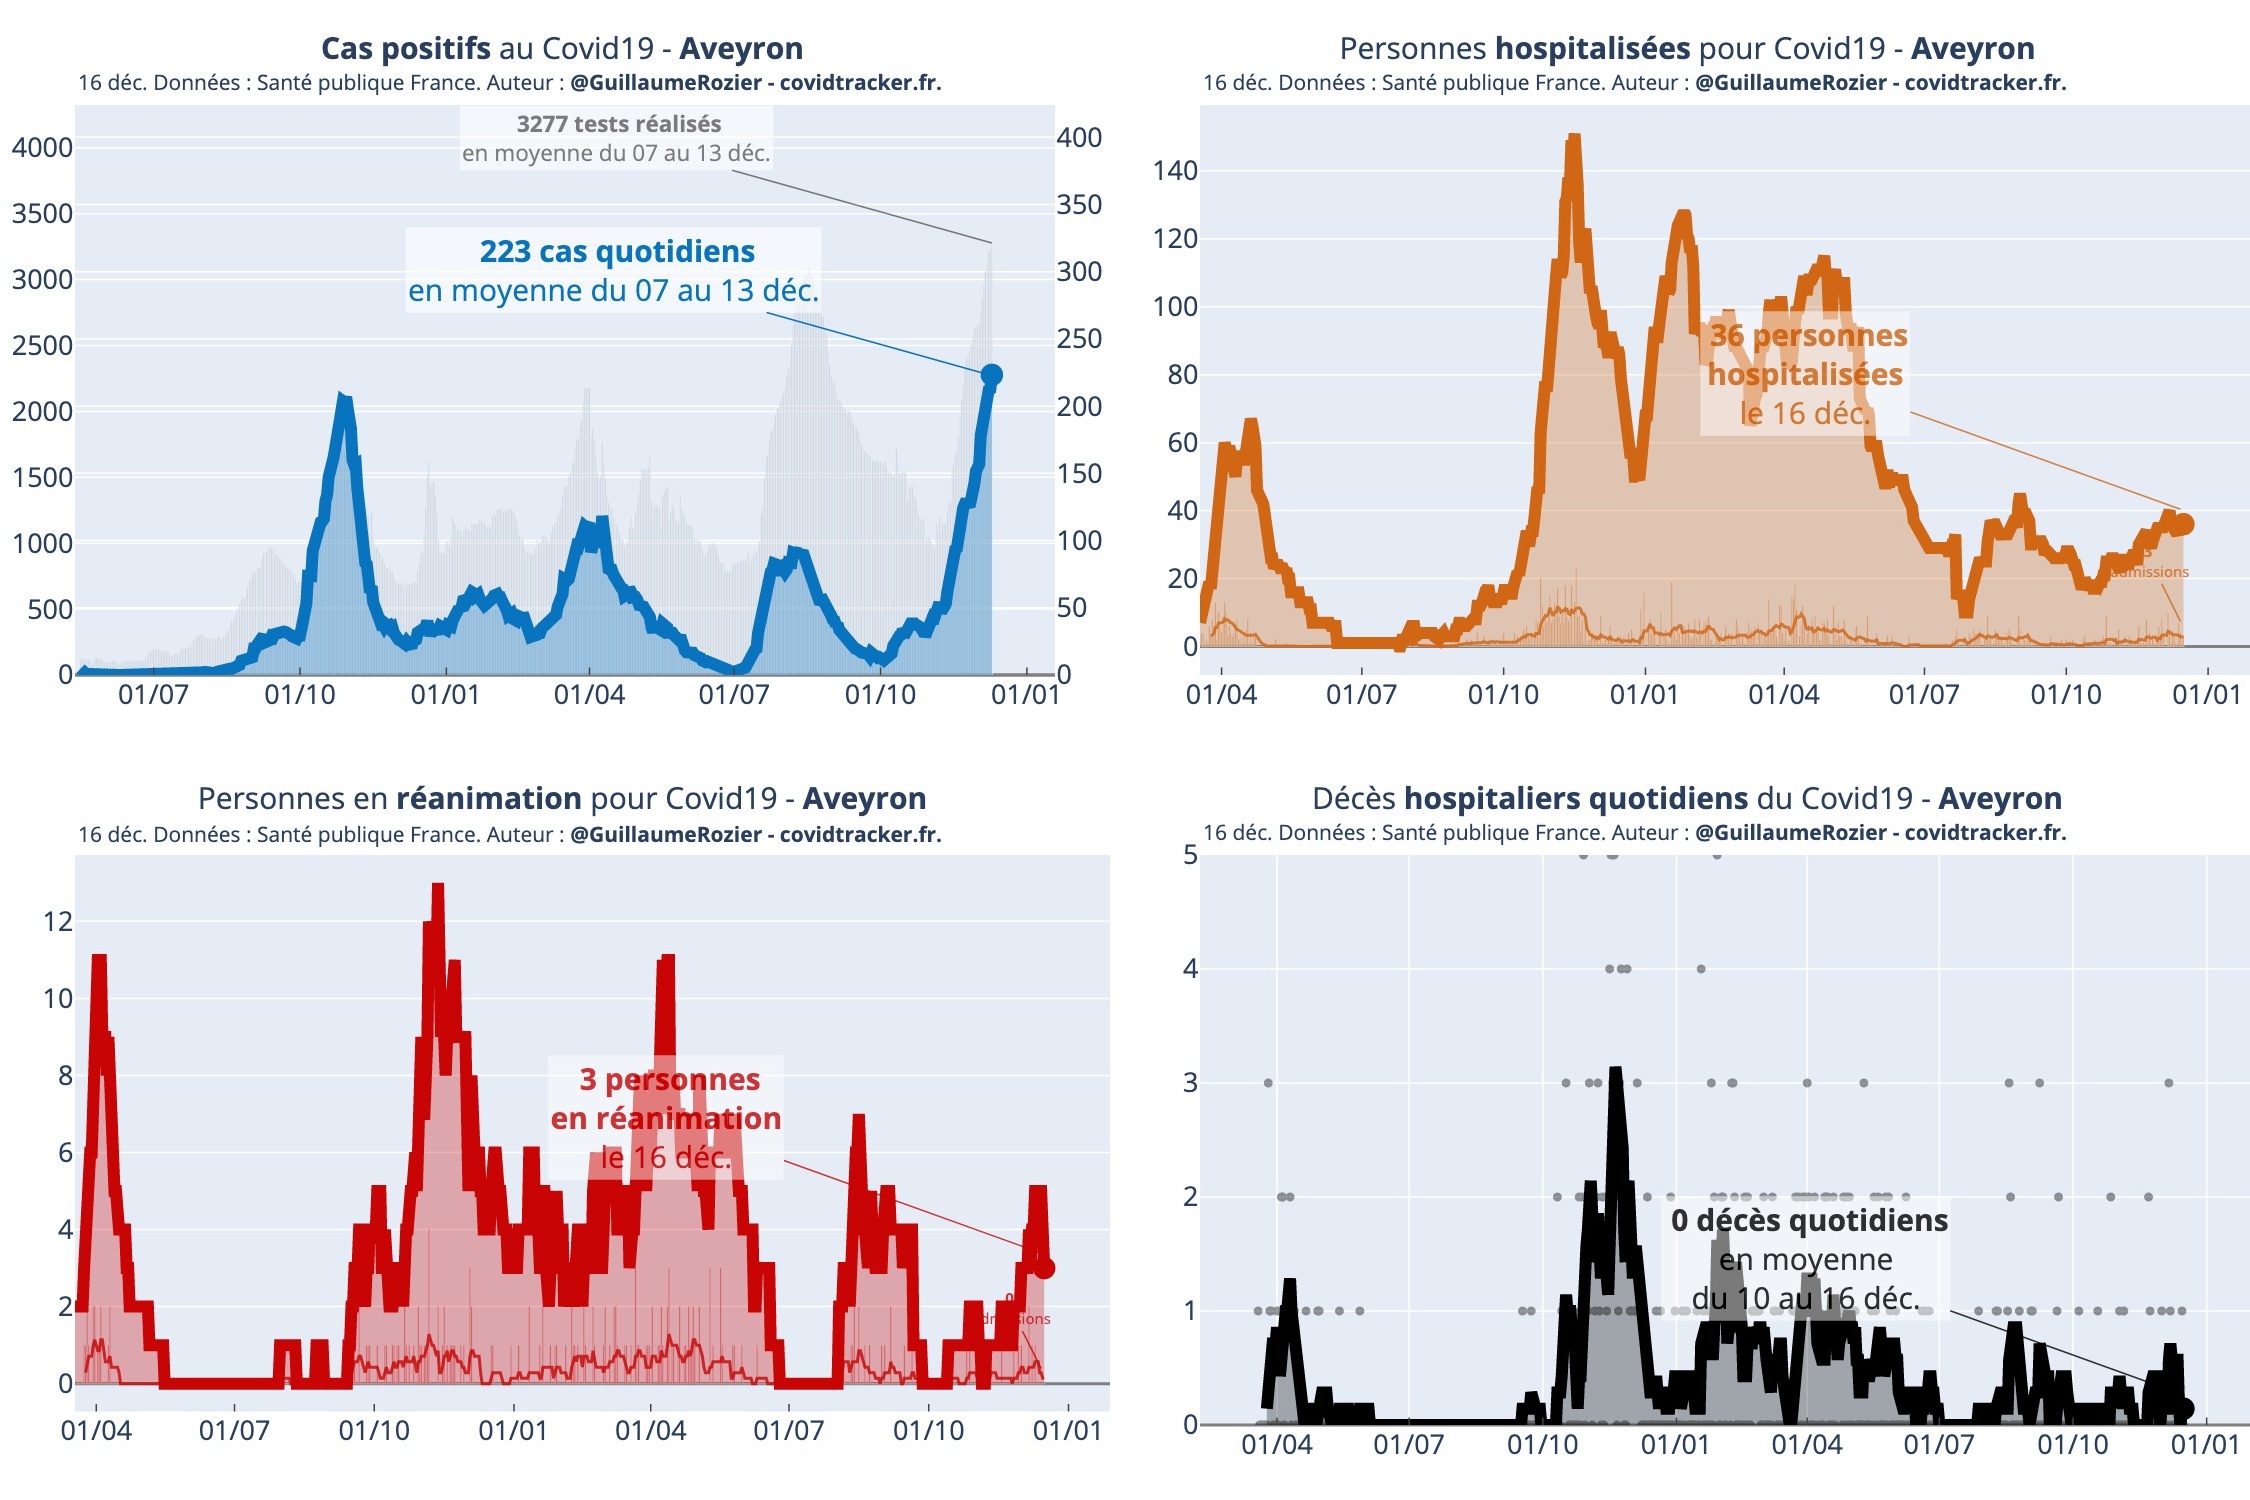 Cas positifs au Covid19 - Aveyron
16 déc. Données : Santé publique France. Auteur : @GuillaumeRozier - covidtracker.fr.
3277 tests réalisés
en moyenne du 07 au 13 déc.
223 cas quotidiens
en moyenne du 07 au 13 déc.
4000
3500
3000
2500
2000
1500
1000
500
0
400
350
300
250
200
150
100
50
0
01/07 01/10 01/01 01/04 01/07 01/10 01/01
Personnes hospitalisées pour Covid19 - Aveyron
16 déc. Données : Santé publique France. Auteur : @GuillaumeRozier - covidtracker.fr.
140
120
100
80
60
40
20
0
36 personnes
hospitalisées
le 16 déc.
admissions
01/04 01/07 01/10 01/01 01/04 01/07 01/10 01/01
Personnes en réanimation pour Covid19 - Aveyron
16 déc. Données : Santé publique France. Auteur : @GuillaumeRozier - covidtracker.fr.
12
10
8
6
4
2
0
3 personnes
en réanimation
le 16 déc.
01/04 01/07 01/10 01/01 01/04 01/07 01/10 01/01
Décès hospitaliers quotidiens du Covid19 - Aveyron
16 déc. Données : Santé publique France. Auteur : @GuillaumeRozier - covidtracker.fr.
5
4
3
2
1
0
0 décès quotidiens
en moyenne
du 10 au 16 déc.
01/04 01/07 01/10 01/01 01/04 01/07 01/10 01/01